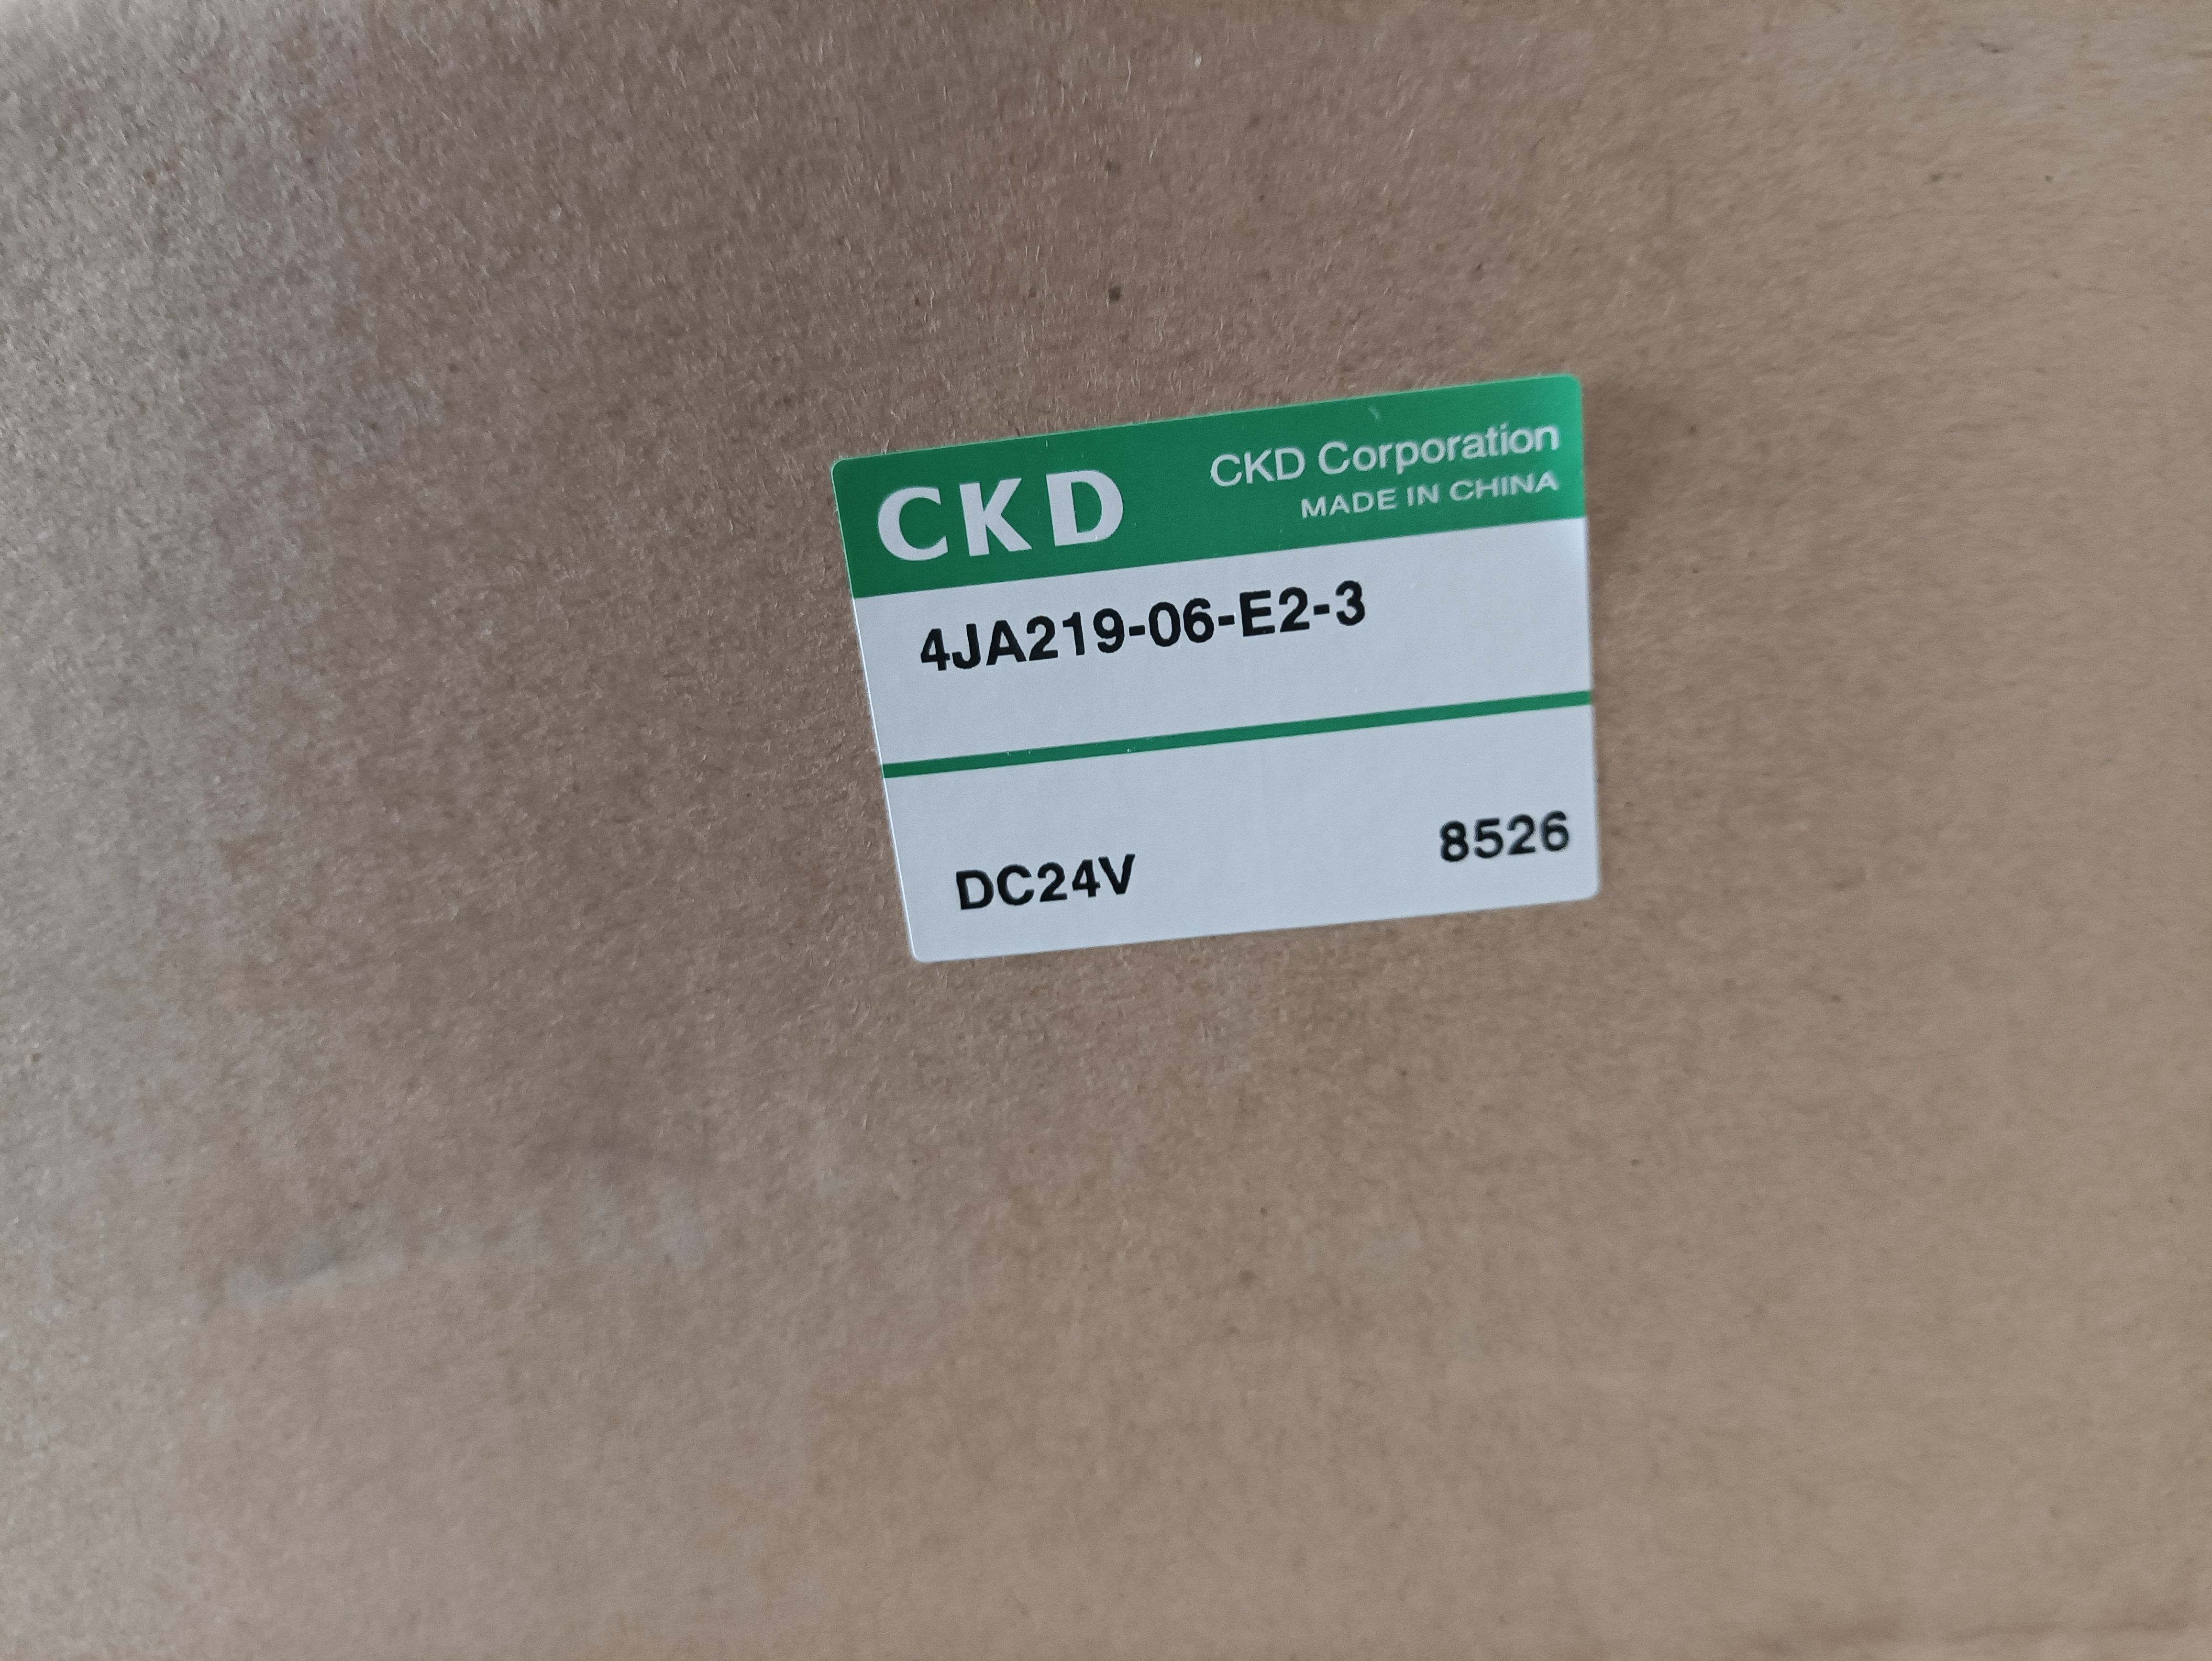 CKD
CKD Corporation
MADE IN CHINA
4JA219-06-E2-3
DC24V
8526